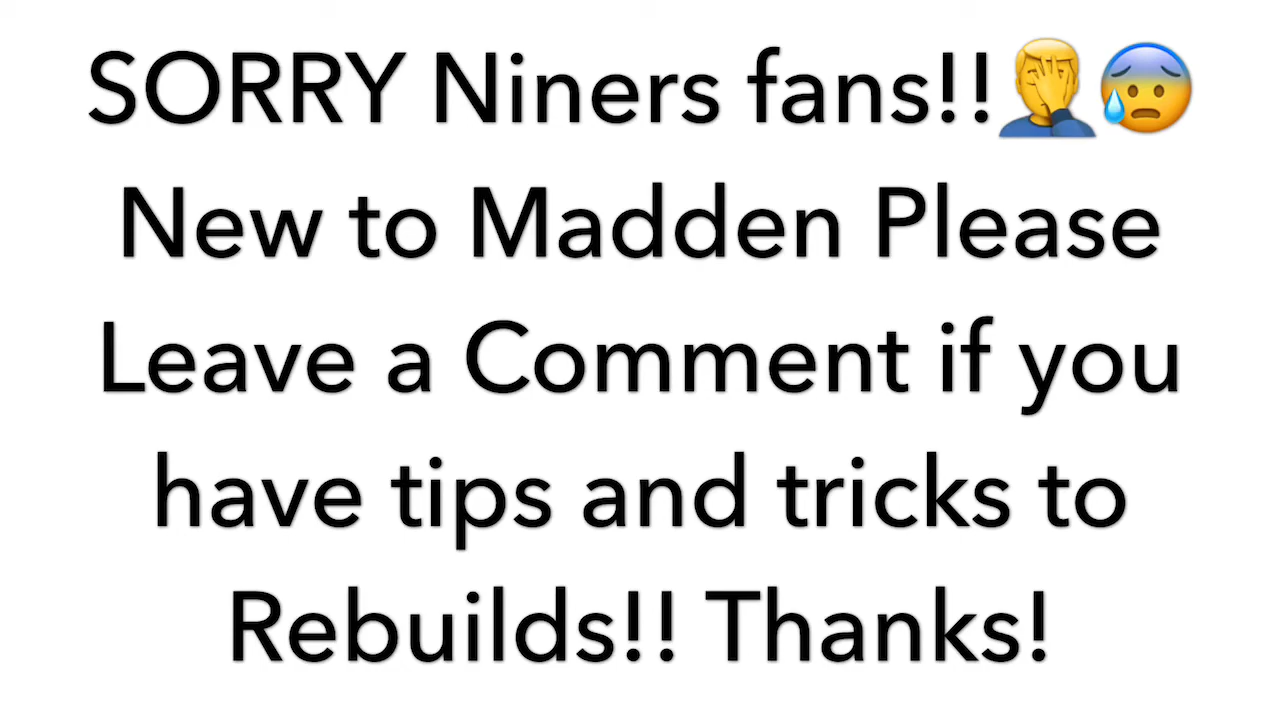 SORRY Niners fans!!🤦‍♂️😰
New to Madden Please
Leave a Comment if you
have tips and tricks to
Rebuilds!! Thanks!